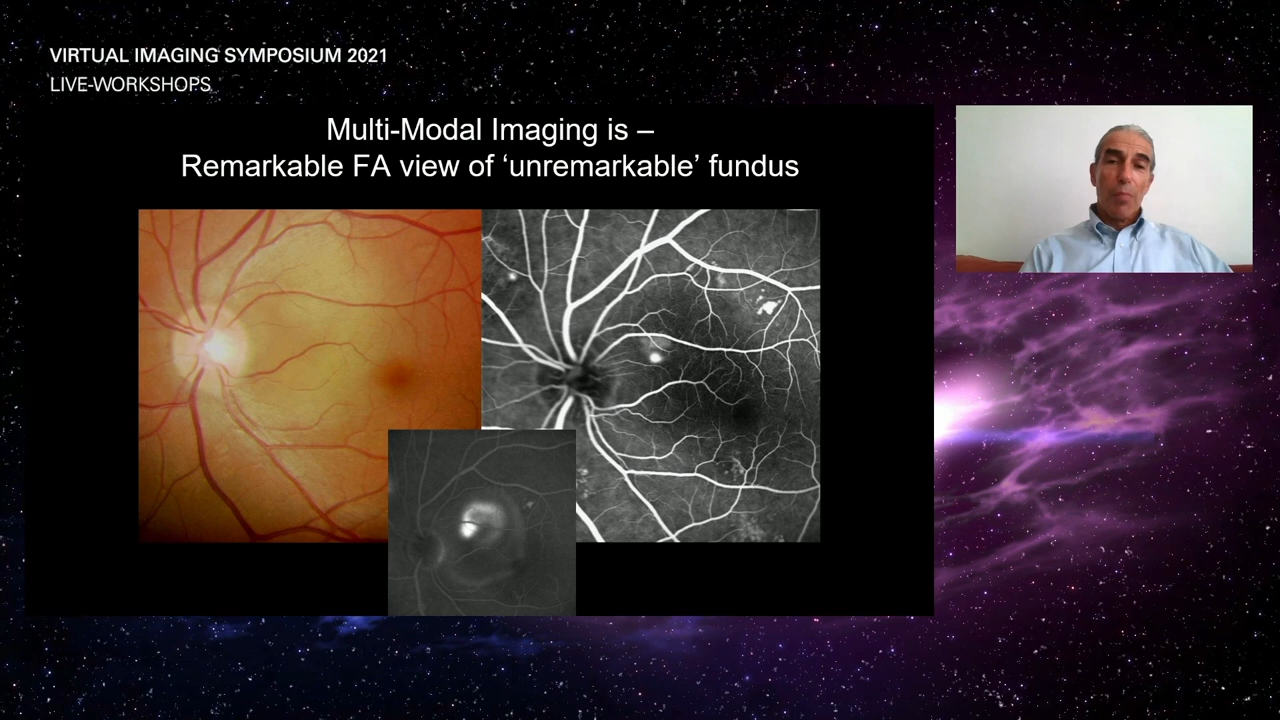 VIRTUAL IMAGING SYMPOSIUM 2021
LIVE-WORKSHOPS
Multi-Modal Imaging is –
Remarkable FA view of ‘unremarkable’ fundus